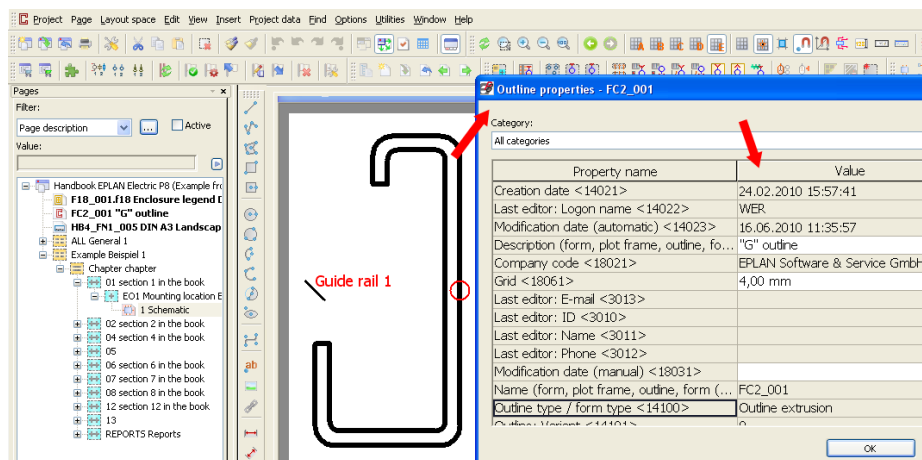 Project Page Layout space Edit View Insert Project data Find Options Utilities Window Help
Pages
Filter:
Page description
...
Active
Value:
Handbook EPLAN Electric P8 (Example fro
F18_001.f18 Enclosure legend D
FC2_001 "G" outline
HB4_FN1_005 DIN A3 Landscap
ALL General 1
Example Beispiel 1
Chapter chapter
01 section 1 in the book
EO1 Mounting location E
1 Schematic
02 section 2 in the book
04 section 4 in the book
05
06 section 6 in the book
07 section 7 in the book
08 section 8 in the book
12 section 12 in the book
13
REPORTS Reports
ab
Guide rail 1
Outline properties - FC2_001
Category:
All categories
Property name Value
Creation date <14021> 24.02.2010 15:57:41
Last editor: Logon name <14022> WER
Modification date (automatic) <14023> 16.06.2010 11:35:57
Description (form, plot frame, outline, fo... "G" outline
Company code <18021> EPLAN Software & Service GmbH
Grid <18061> 4,00 mm
Last editor: E-mail <3013>
Last editor: ID <3010>
Last editor: Name <3011>
Last editor: Phone <3012>
Modification date (manual) <18031>
Name (form, plot frame, outline, form (... FC2_001
Outline type / form type <14100> Outline extrusion
OK